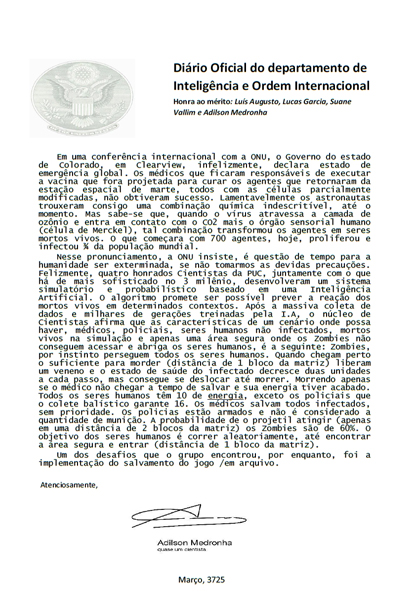 Diário Oficial do departamento de
Inteligência e Ordem Internacional
Honra ao mérito: Luís Augusto, Lucas Garcia, Suane
Vallim e Adilson Medronha
Em uma conferência internacional com a ONU, o Governo do estado
de Colorado, em Clearview, infelizmente, declara estado de
emergência global. Os médicos que ficaram responsáveis de executar
a vacina que fora projetada para curar os agentes que retornaram da
estação espacial de marte, todos com as células parcialmente
modificadas, não obtiveram sucesso. Lamentavelmente os astronautas
trouxeram consigo uma combinação química indescritível, até o
momento. Mas sabe-se que, quando o vírus atravessa a camada de
ozônio e entra em contato com o CO2 mais o órgão sensorial humano
(célula de Merckel), tal combinação transformou os agentes em seres
mortos vivos. O que começara com 700 agentes, hoje, proliferou e
infectou ¾ da população mundial.
Nesse pronunciamento, a ONU insiste, é questão de tempo para a
humanidade ser exterminada, se não tomarmos as devidas precauções.
Felizmente, quatro honrados Cientistas da PUC, juntamente com o que
há de mais sofisticado no 3 milênio, desenvolveram um sistema
simulatório e probabilístico baseado em uma Inteligência
Artificial. O algoritmo promete ser possível prever a reação dos
mortos vivos em determinados contextos. Após a massiva coleta de
dados e milhares de gerações treinadas pela I.A, o núcleo de
Cientistas afirma que as características de um cenário onde possa
haver, médicos, policiais, seres humanos não infectados, mortos
vivos na simulação e apenas uma área segura onde os Zombies não
conseguem acessar e abriga os seres humanos, é a seguinte: Zombies,
por instinto perseguem todos os seres humanos. Quando chegam perto
o suficiente para morder (distância de 1 bloco da matriz) liberam
um veneno e o estado de saúde do infectado decresce duas unidades
a cada passo, mas consegue se deslocar até morrer. Morrendo apenas
se o médico não chegar a tempo de salvar e sua energia tiver acabado.
Todos os seres humanos têm 10 de energia, exceto os policiais que
o colete balístico garante 16. Os médicos salvam todos infectados,
sem prioridade. Os policias estão armados e não é considerado a
quantidade de munição. A probabilidade de o projetil atingir (apenas
em uma distância de 2 blocos da matriz) os Zombies são de 60%. O
objetivo dos seres humanos é correr aleatoriamente, até encontrar
a área segura e entrar (distância de 1 bloco da matriz).
Um dos desafios que o grupo encontrou, por enquanto, foi a
implementação do salvamento do jogo /em arquivo.
Atenciosamente,
Adilson Medronha
quase um cientista
Março, 3725